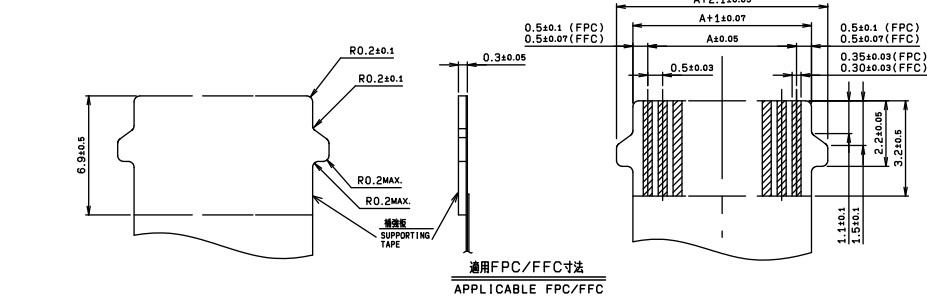 A+2.1±0.05
A+1±0.07
0.5±0.1 (FPC)
0.5±0.07(FFC)
A±0.05
0.5±0.1 (FPC)
0.5±0.07(FFC)
R0.2±0.1
0.3±0.05
0.5±0.03
0.35±0.03(FPC)
0.30±0.03(FFC)
R0.2±0.1
6.9±0.5
2.2±0.05
3.2±0.5
R0.2MAX.
R0.2MAX.
1.1±0.1
1.5±0.1
補強板
SUPPORTING
TAPE
適用FPC/FFC寸法
APPLICABLE FPC/FFC